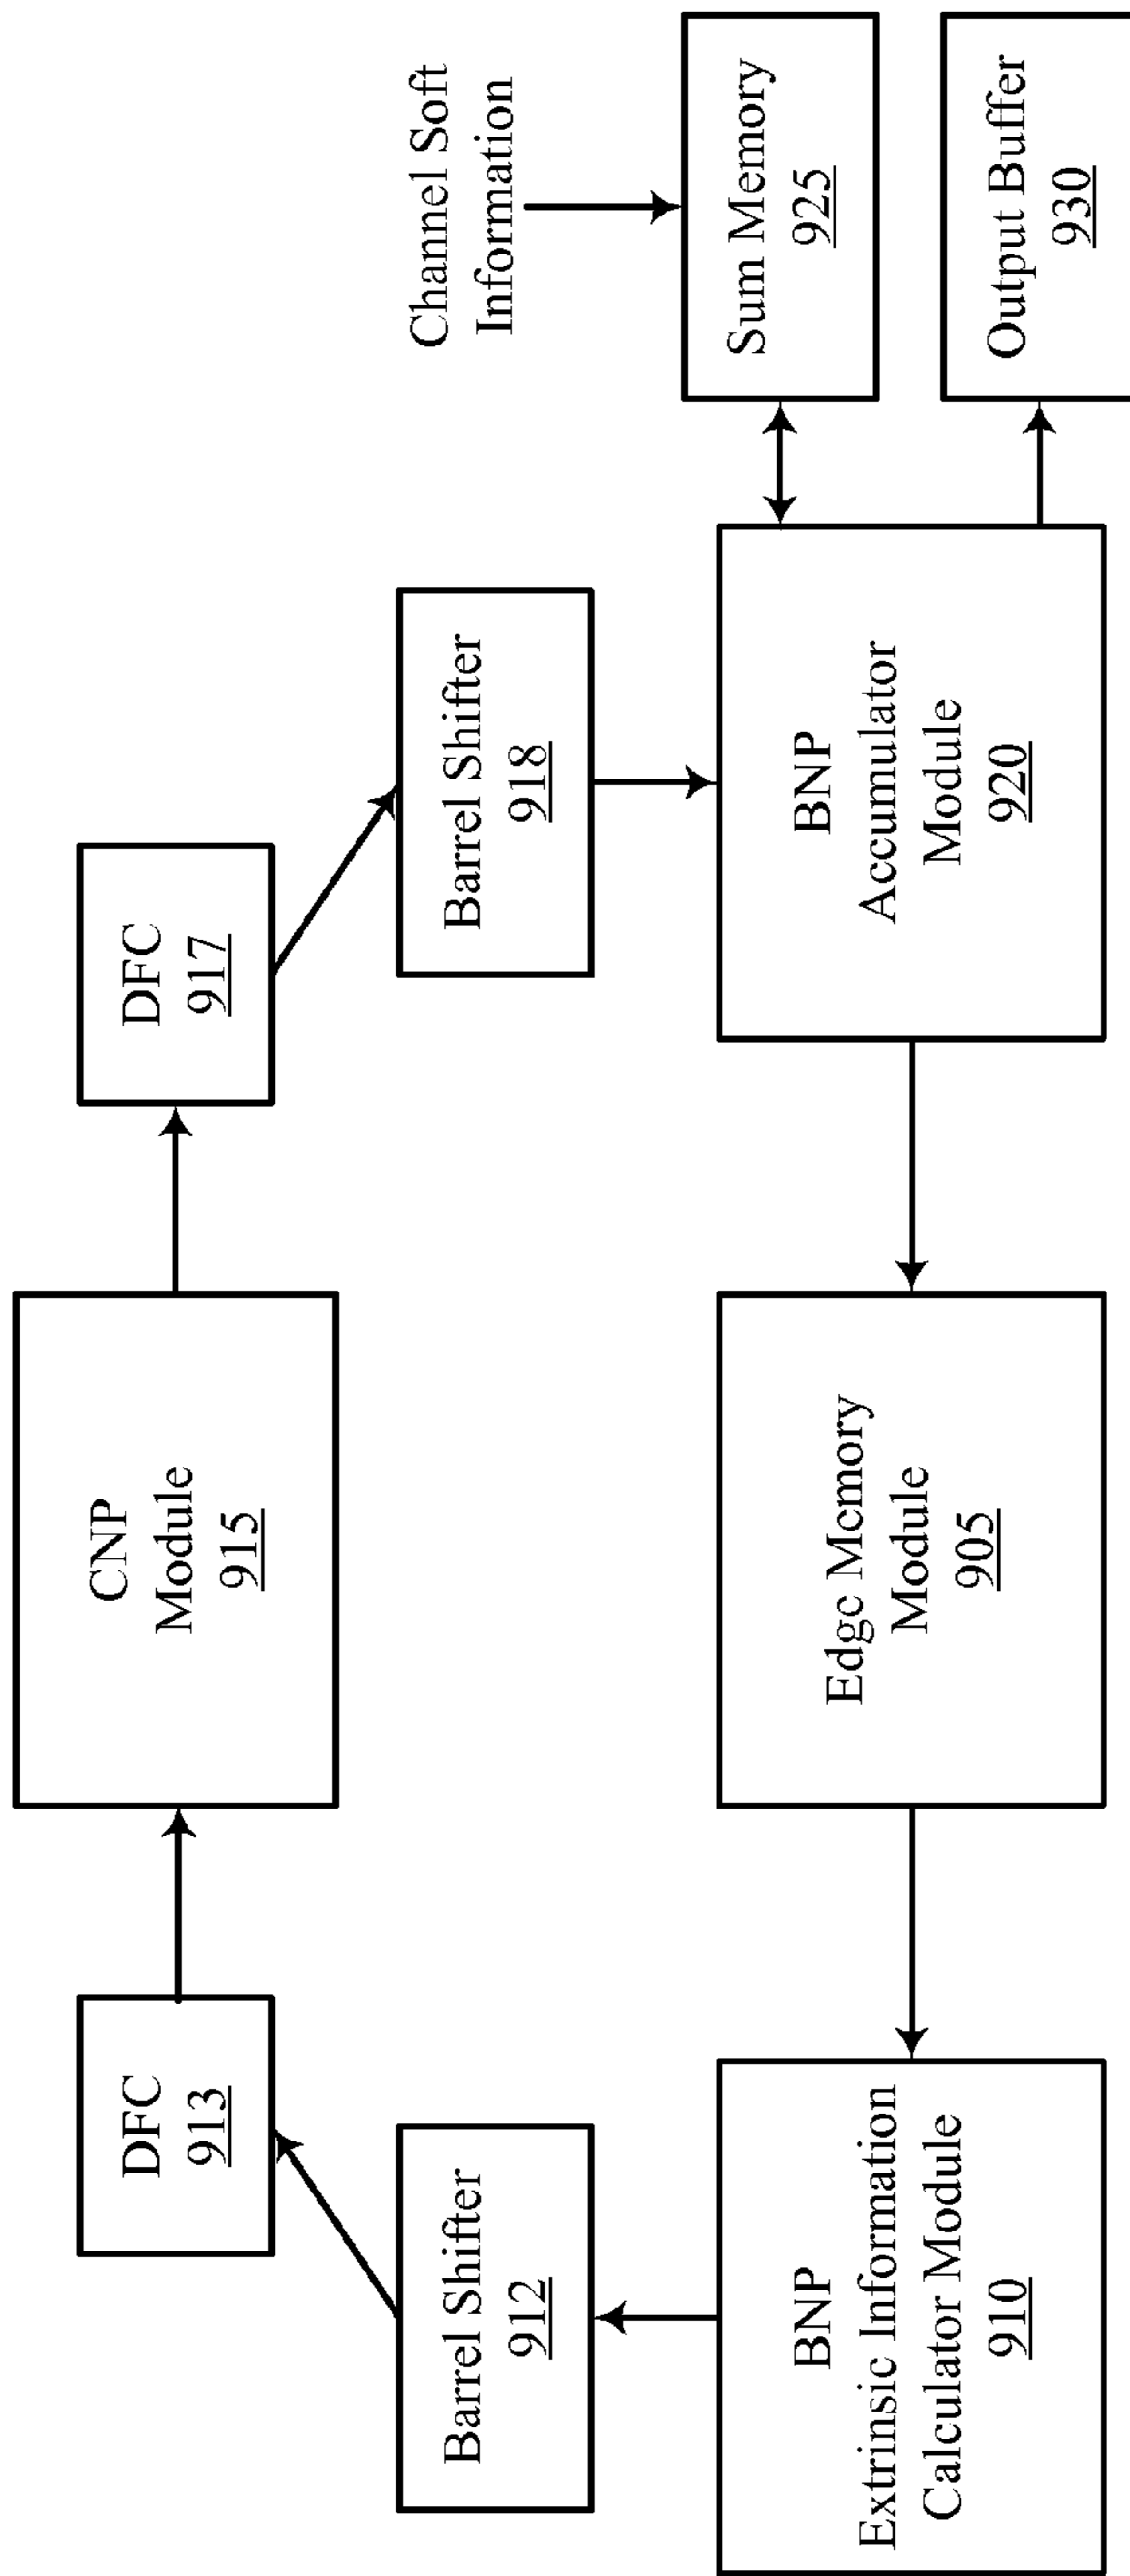 DFC
913
CNP
Module
915
DFC
917
Barrel Shifter
912
Barrel Shifter
918
Channel Soft
Information
BNP
Extrinsic Information
Calculator Module
910
Edge Memory
Module
905
BNP
Accumulator
Module
920
Sum Memory
925
Output Buffer
930